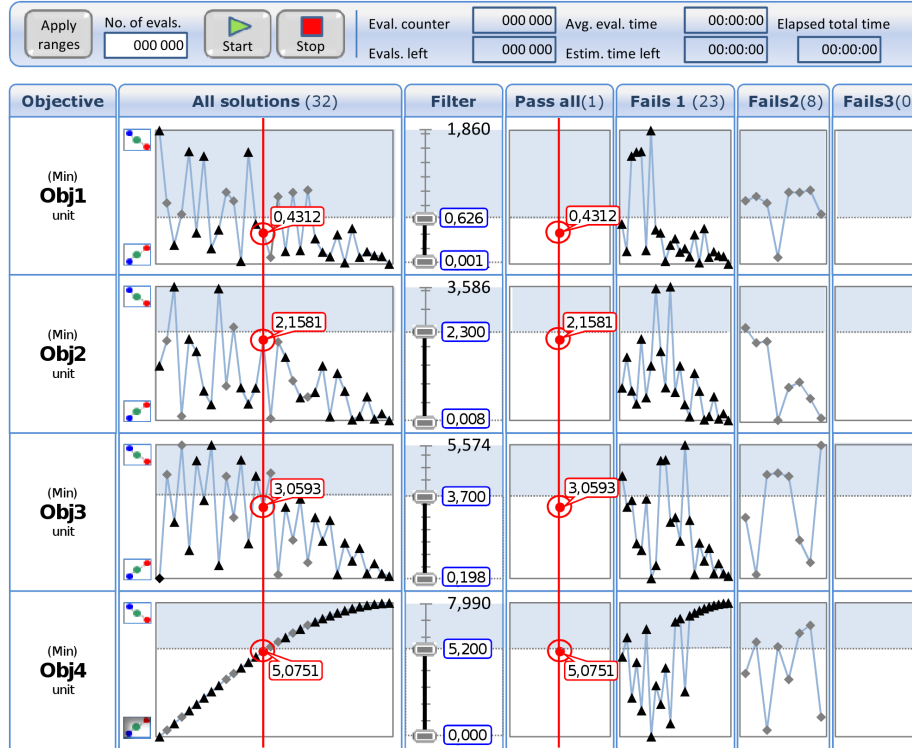 Apply
ranges
No. of evals.
000 000
Start
Stop
Eval. counter
000 000
Avg. eval. time
00:00:00
Elapsed total time
Evals. left
000 000
Estim. time left
00:00:00
00:00:00
Objective
All solutions (32)
Filter
Pass all(1)
Fails 1 (23)
Fails2(8)
Fails3(0
(Min)
Obj1
unit
0,4312
1,860
0,626
0,001
0,4312
(Min)
Obj2
unit
2,1581
3,586
2,300
0,008
2,1581
(Min)
Obj3
unit
3,0593
5,574
3,700
0,198
3,0593
(Min)
Obj4
unit
5,0751
7,990
5,200
0,000
5,0751